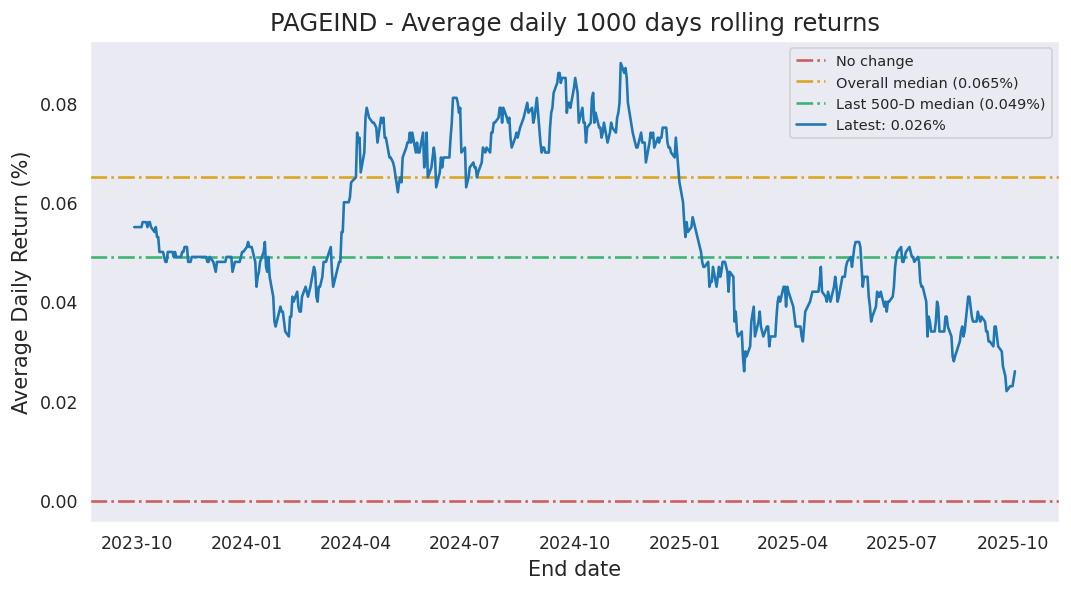 PAGEIND - Average daily 1000 days rolling returns
No change
Overall median (0.065%)
Last 500-D median (0.049%)
Latest: 0.026%
Average Daily Return (%)
0.08
0.06
0.04
0.02
0.00
2023-10 2024-01 2024-04 2024-07 2024-10 2025-01 2025-04 2025-07 2025-10
End date